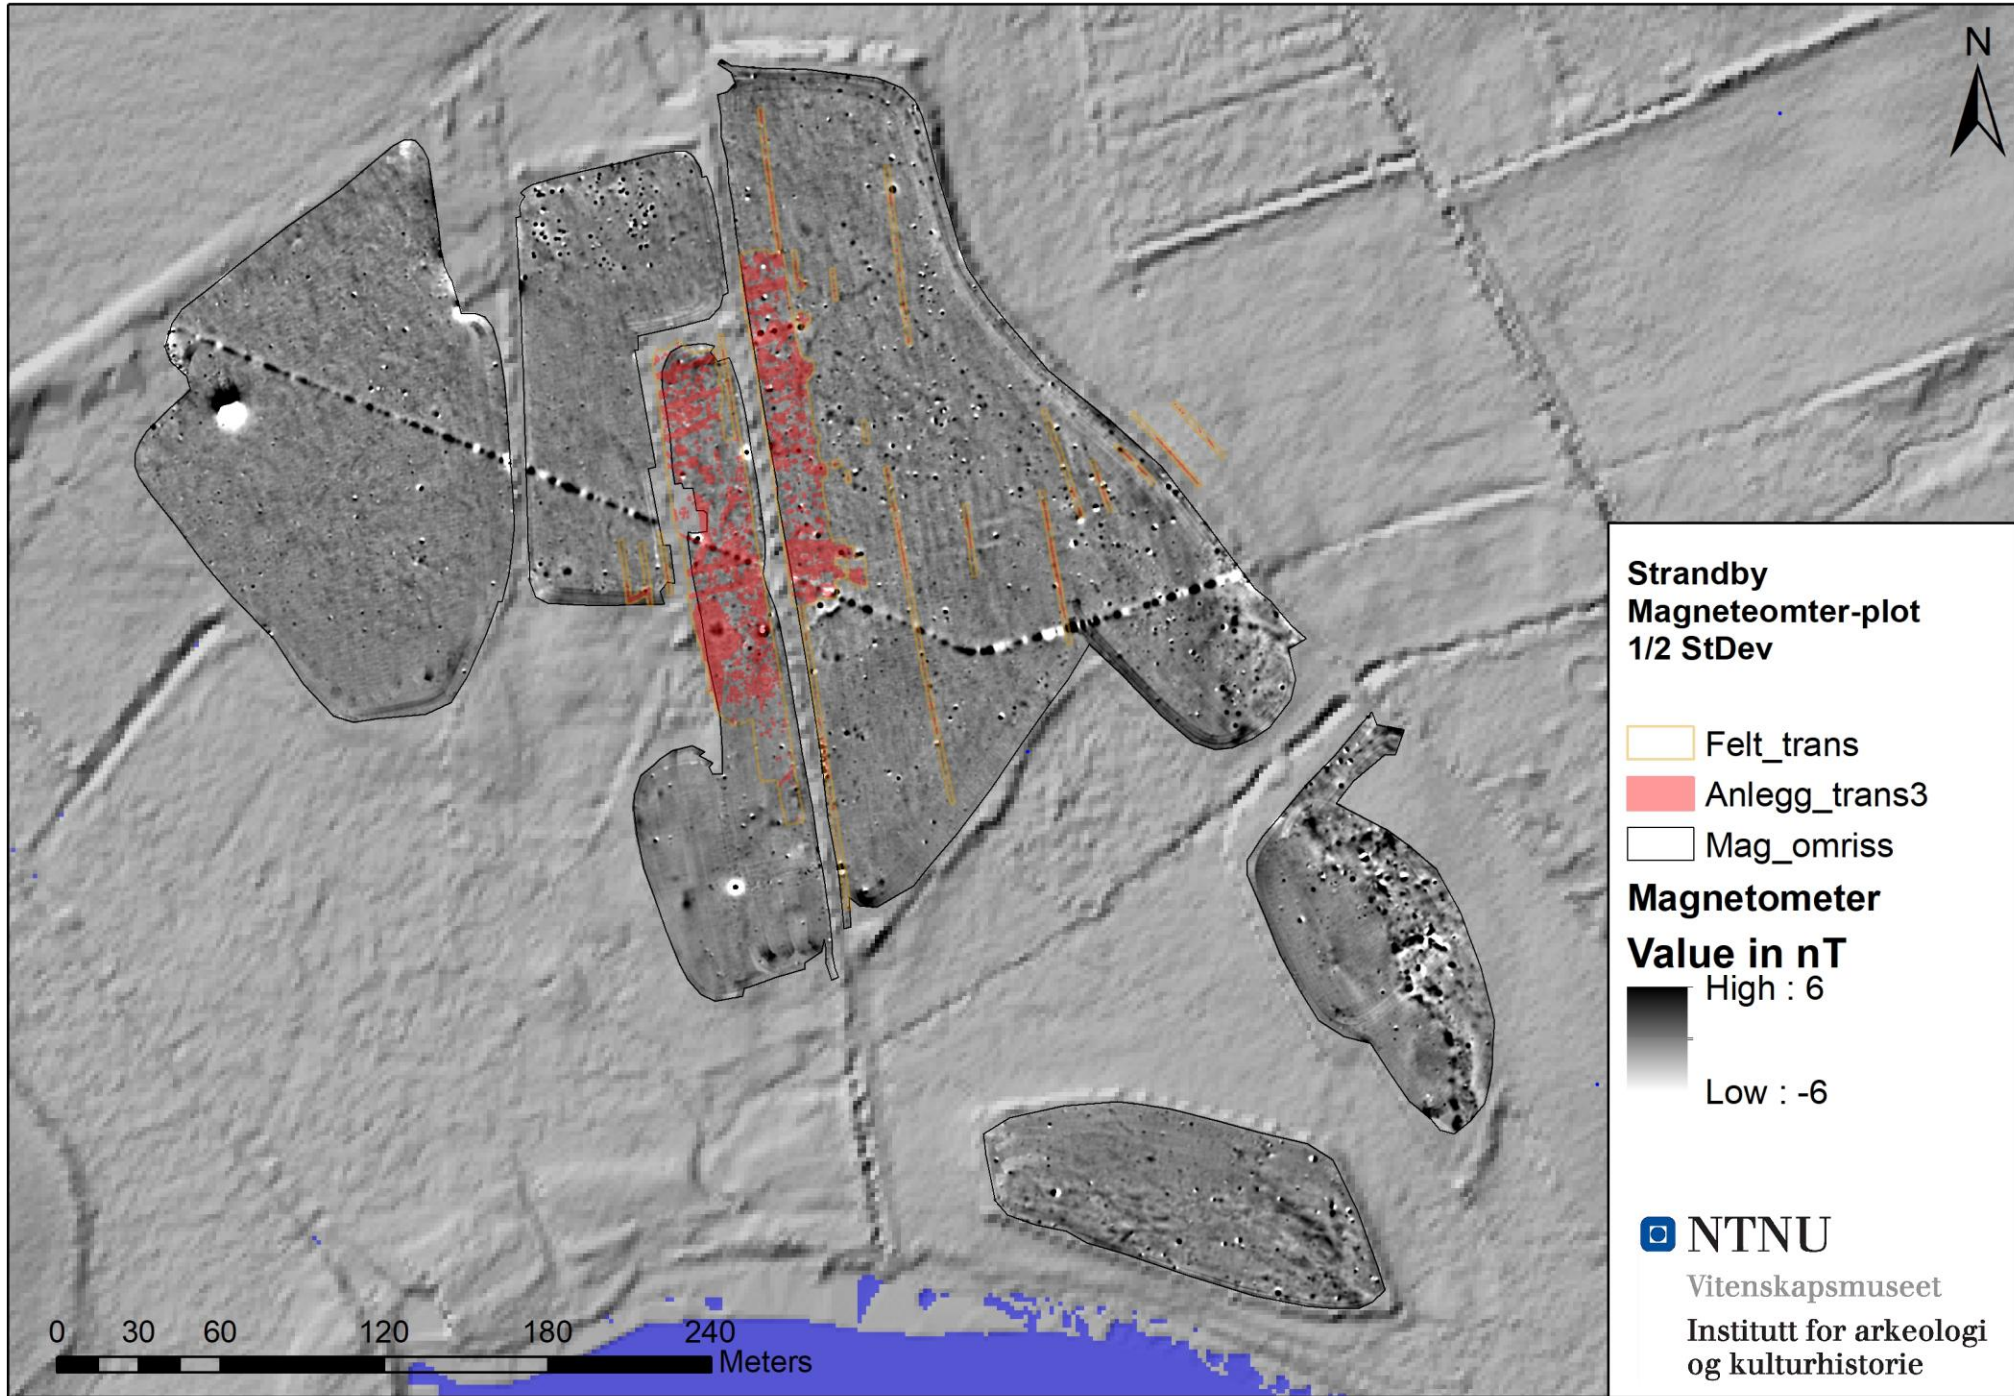 N
Strandby
Magneteomter-plot
1/2 StDev
Felt_trans
Anlegg_trans3
Mag_omriss
Magnetometer
Value in nT
High : 6
Low : -6
NTNU
Vitenskapsmuseet
Institutt for arkeologi
og kulturhistorie
0 30 60 120 180 240
Meters